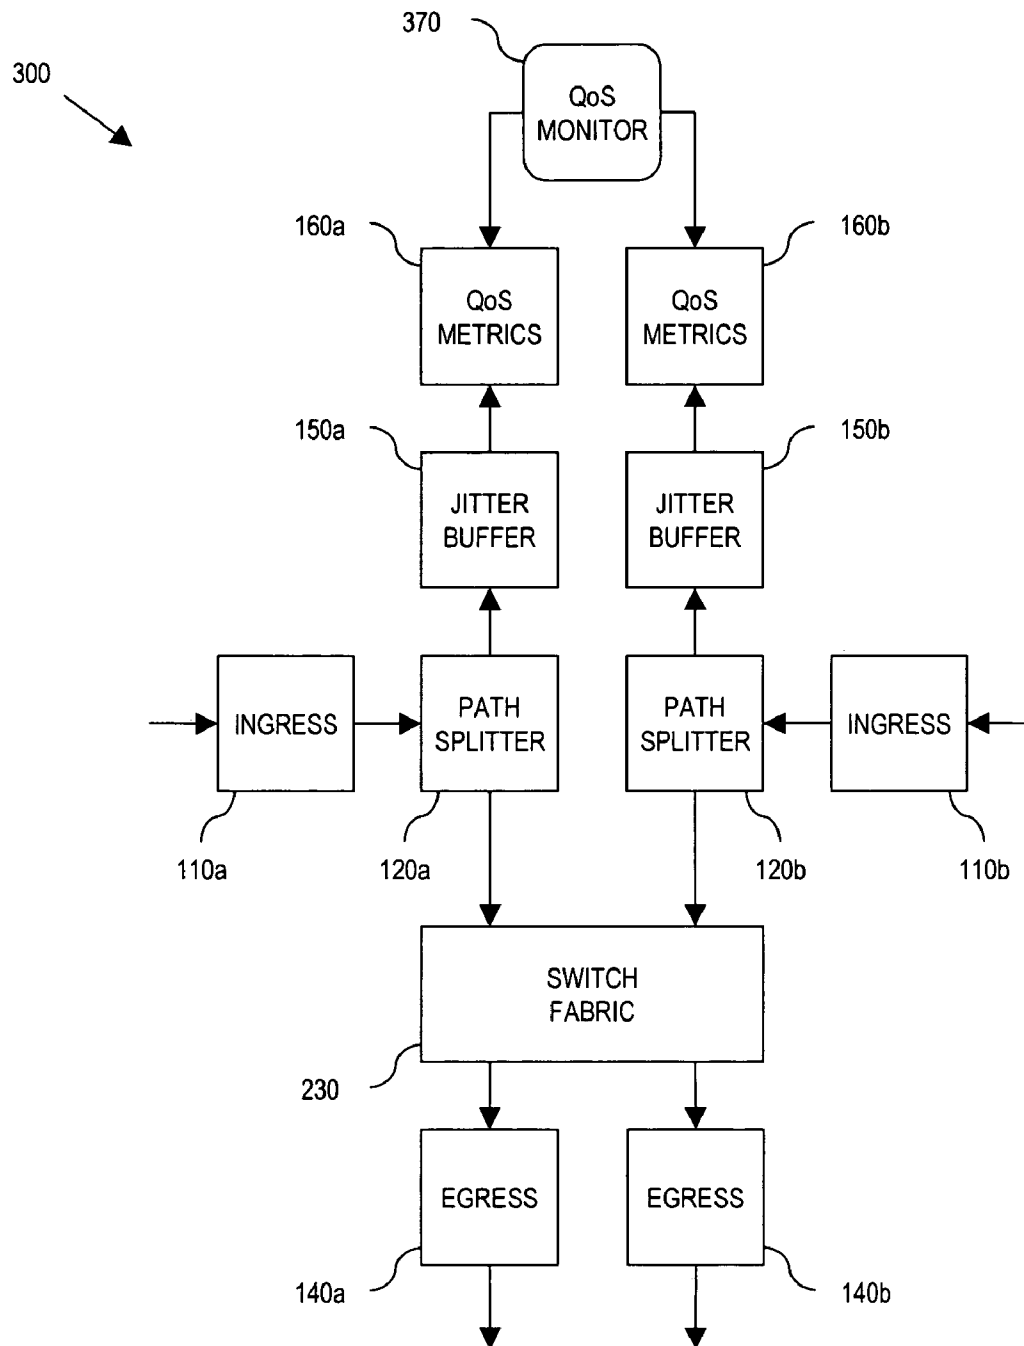 370
300
QoS
MONITOR
160a
160b
QoS
METRICS
QoS
METRICS
150a
150b
JITTER
BUFFER
JITTER
BUFFER
INGRESS
PATH
SPLITTER
PATH
SPLITTER
INGRESS
110a
120a
120b
110b
SWITCH
FABRIC
230
EGRESS
EGRESS
140a
140b